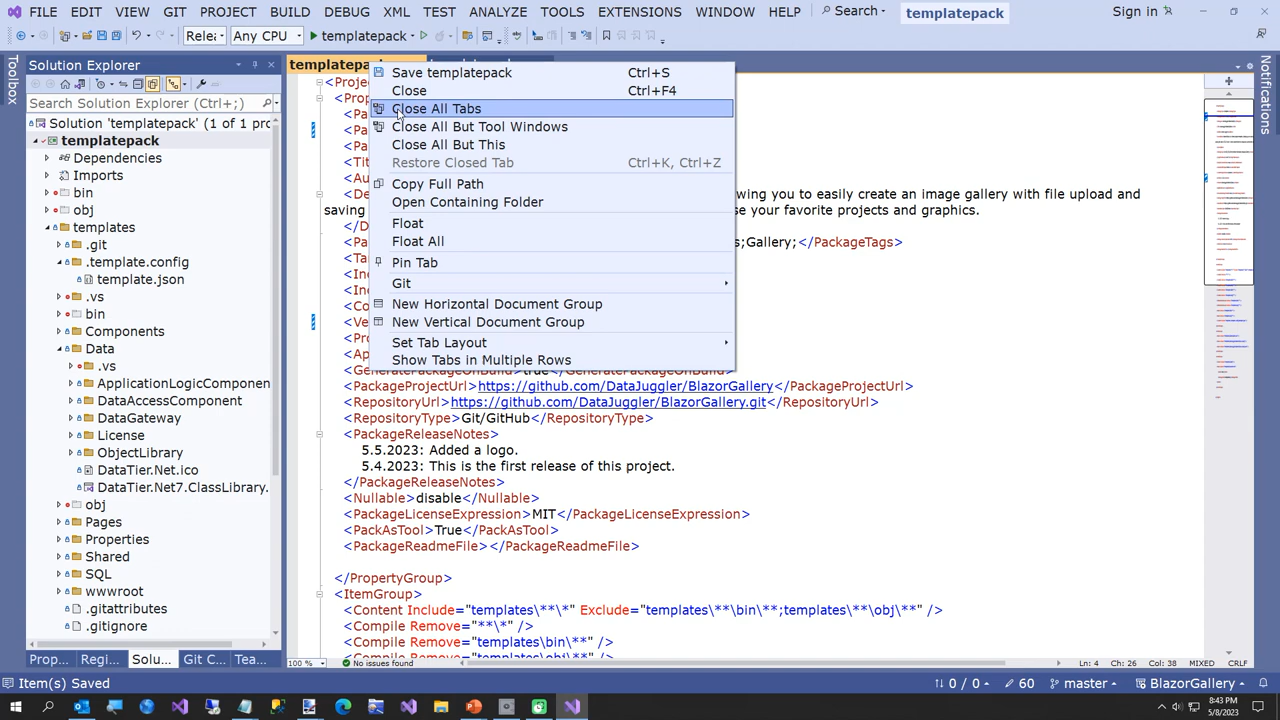 FILE EDIT VIEW GIT PROJECT BUILD DEBUG XML TEST ANALYZE TOOLS EXTENSIONS WINDOW HELP Search templatepack Sign in
Relea Any CPU templatepack
Toolbox
Solution Explorer
Search Solution Explorer (Ctrl+;)
Solution 'templatepack' (1 of 1 pro
templatepack
Dependencies
Imports
bin
obj
templates
.git
.template.config
template.json
.vs
bin
Components
Data
.vs
ApplicationLogicComponen
DataAccessComponent
DataGateway
License
ObjectLibrary
DataTier.Net.ico
DataTier.Net7.ClassLibrary.
obj
Pages
Properties
Shared
SQL
wwwroot
.gitattributes
.gitignore
Prop... Regi... Solu... Git C... Tea...
templatepa
Save templatepack Ctrl+S
Close Ctrl+F4
Close All Tabs
Close All But Tool Windows
Close All But This
Restore Closed Tab Ctrl+K, Ctrl+Z
Copy Full Path
Open Containing Folder
Float
Float All
Pin Tab
Git
New Horizontal Document Group
New Vertical Document Group
Set Tab Layout
Show Tabs in Multiple Rows
<Proje
<Prop
wing you to easily create an image gallery with file upload and
saving
se your favorite projects and graphics.
s;Gallery;</PackageTags>
<PackageProjectUrl>https://github.com/DataJuggler/BlazorGallery</PackageProjectUrl>
<RepositoryUrl>https://github.com/DataJuggler/BlazorGallery.git</RepositoryUrl>
<RepositoryType>Git/Github</RepositoryType>
<PackageReleaseNotes>
5.5.2023: Added a logo.
5.4.2023: This is the first release of this project.
</PackageReleaseNotes>
<Nullable>disable</Nullable>
<PackageLicenseExpression>MIT</PackageLicenseExpression>
<PackAsTool>True</PackAsTool>
<PackageReadmeFile></PackageReadmeFile>
</PropertyGroup>
<ItemGroup>
<Content Include="templates\**\*" Exclude="templates\**\bin\**;templates\**\obj\**" />
<Compile Remove="**\*" />
<Compile Remove="templates\bin\**" />
100 % No issues found Ln: 4 Ch: 26 Col: 38 MIXED CRLF
Notifications
Item(s) Saved 0 / 0 60 master BlazorGallery
8:43 PM
5/8/2023